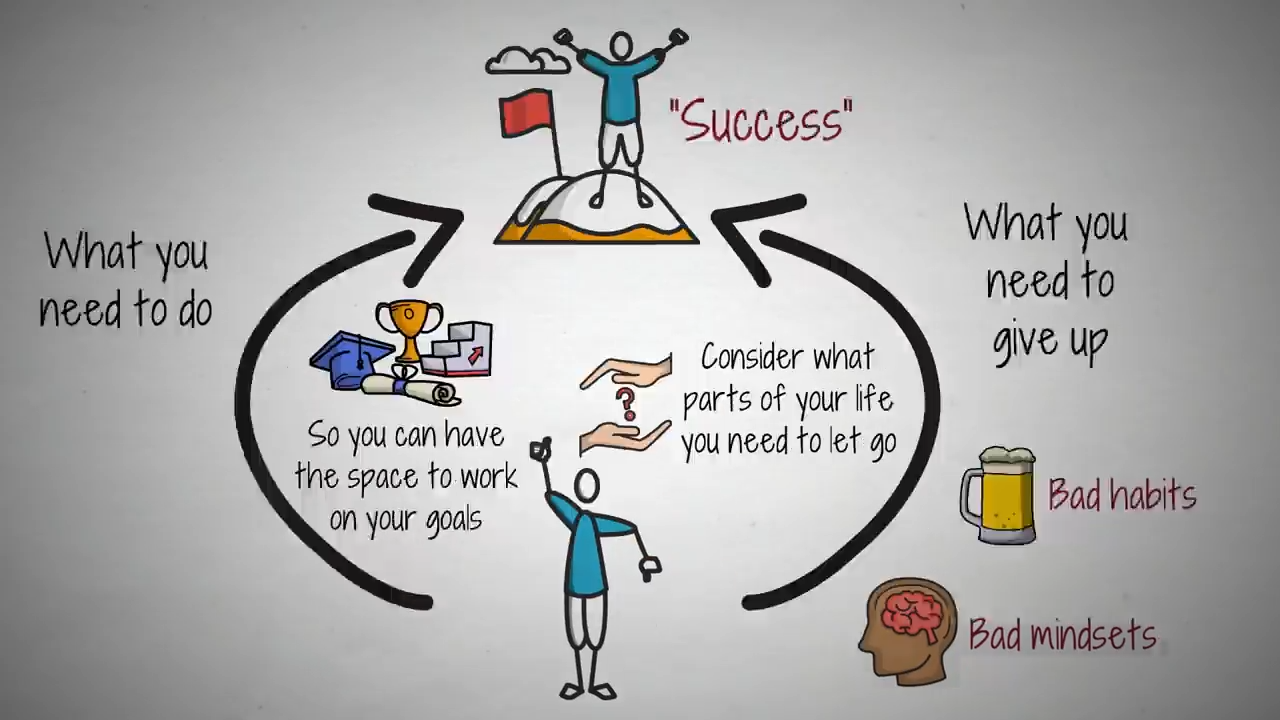 "Success"
What you
need to do
What you
need to
give up
So you can have
the space to work
on your goals
?
Consider what
parts of your life
you need to let go
Bad habits
Bad mindsets